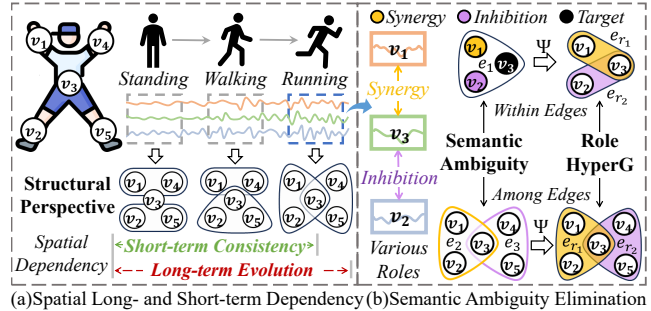 Synergy Inhibition Target
v1 v4 v3 v2 v5
Standing Walking Running
v1 Synergy v3 Inhibition v2
Various
Roles
v1 v2 e1 v3 Ψ v1 v3 v2 er1 er2
Within Edges
Semantic
Ambiguity
Role
HyperG
Among Edges
v1 e2 v2 v3 v4 e3 v5 Ψ v1 er1 v2 v3 v4 er2 v5
Structural
Perspective
v1 v4 v3 v2 v5
v1 v4 v3 v2 v5
v1 v4 v3 v2 v5
Spatial
Dependency
Short-term Consistency
Long-term Evolution
(a)Spatial Long- and Short-term Dependency
(b)Semantic Ambiguity Elimination